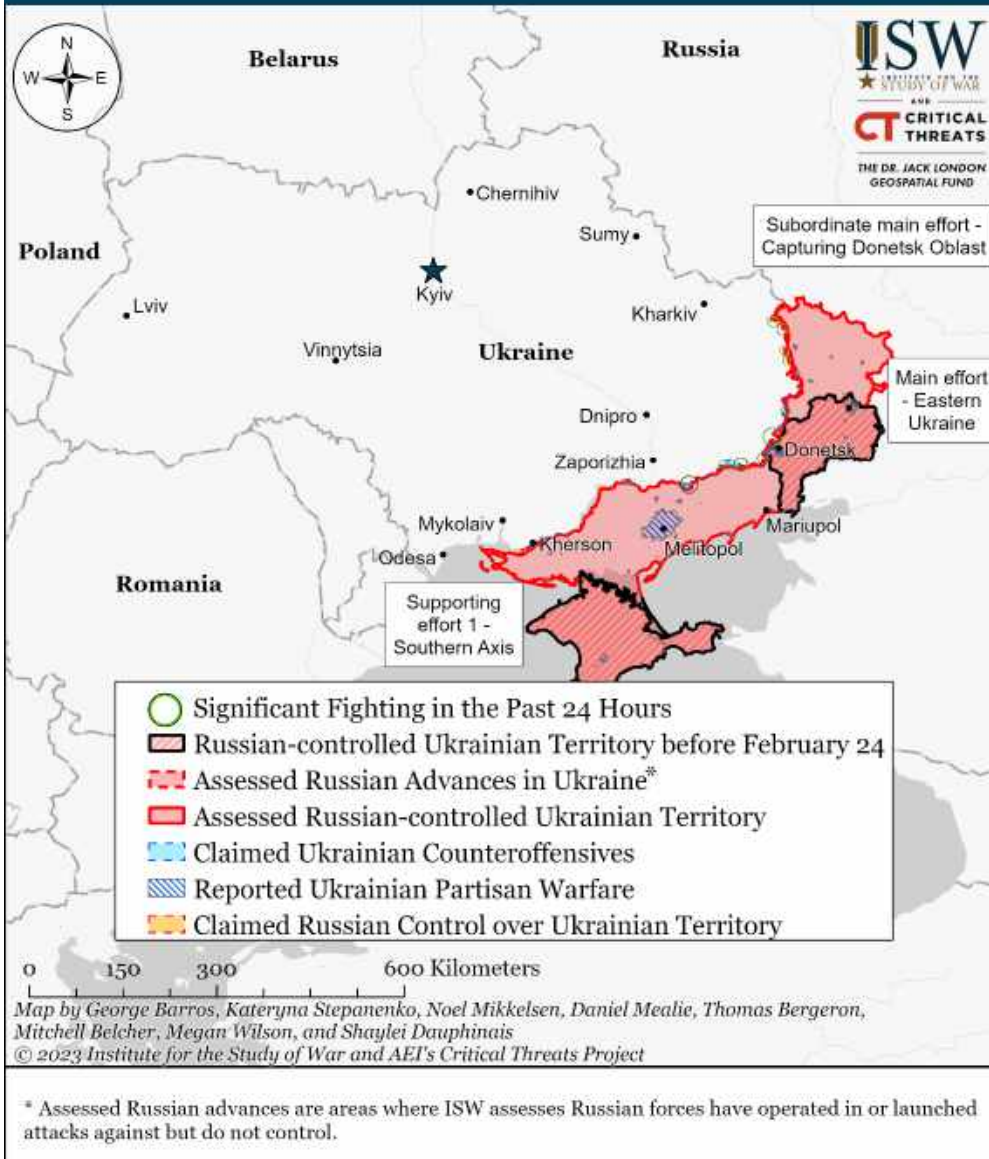 N
W E
S
Belarus
Russia
ISW
INSTITUTE FOR THE
STUDY OF WAR
AND
CT CRITICAL
THREATS
THE DR. JACK LONDON
GEOSPATIAL FUND
Chernihiv
Subordinate main effort -
Capturing Donetsk Oblast
Sumy
Poland
Kyiv
Lviv
Kharkiv
Vinnytsia
Ukraine
Main effort
- Eastern
Ukraine
Dnipro
Donetsk
Zaporizhia
Mykolaiv
Mariupol
Kherson
Melitopol
Odesa
Romania
Supporting
effort 1 -
Southern Axis
Significant Fighting in the Past 24 Hours
Russian-controlled Ukrainian Territory before February 24
Assessed Russian Advances in Ukraine*
Assessed Russian-controlled Ukrainian Territory
Claimed Ukrainian Counteroffensives
Reported Ukrainian Partisan Warfare
Claimed Russian Control over Ukrainian Territory
0 150 300 600 Kilometers
Map by George Barros, Kateryna Stepanenko, Noel Mikkelsen, Daniel Mealie, Thomas Bergeron,
Mitchell Belcher, Megan Wilson, and Shaylei Dauphinais
© 2023 Institute for the Study of War and AEI's Critical Threats Project
* Assessed Russian advances are areas where ISW assesses Russian forces have operated in or launched
attacks against but do not control.